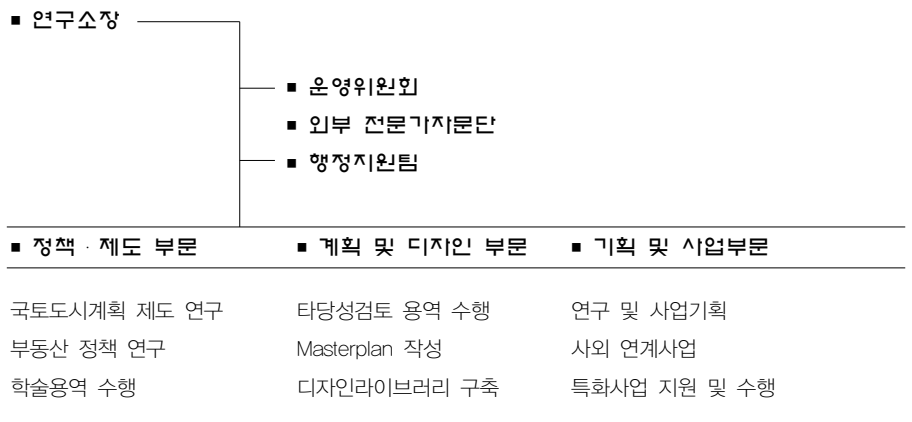 ■ 연구소장
■ 운영위원회
■ 외부 전문가자문단
■ 행정지원팀
■ 정책 · 제도 부문 ■ 계획 및 디자인 부문 ■ 기획 및 사업부문
국토도시계획 제도 연구 타당성검토 용역 수행 연구 및 사업기획
부동산 정책 연구 Masterplan 작성 사외 연계사업
학술용역 수행 디자인라이브러리 구축 특화사업 지원 및 수행